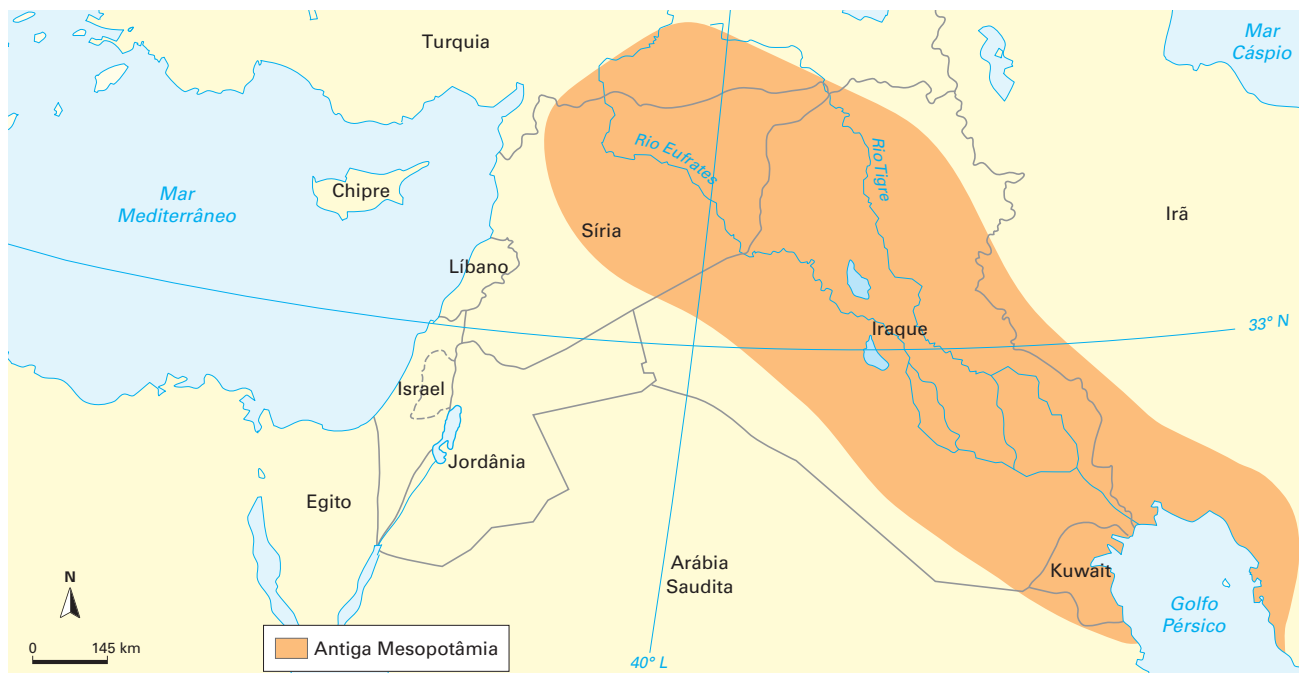 Turquia
Mar
Cáspio
Rio Eufrates
Rio Tigre
Chipre
Mar
Mediterrâneo
Síria
Irã
Líbano
Iraque
33° N
Israel
Jordânia
Egito
Arábia
Saudita
Kuwait
Golfo
Pérsico
N
0 145 km
Antiga Mesopotâmia
40° L